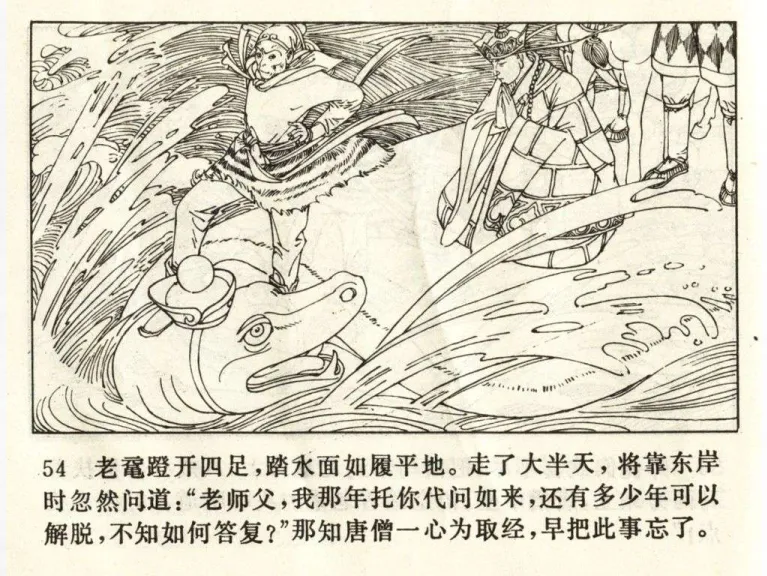 54 老鼋蹬开四足，踏水面如履平地。走了大半天，将靠东岸
时忽然问道：“老师父，我那年托你代问如来，还有多少年可以
解脱，不知如何答复？”那知唐僧一心为取经，早把此事忘了。